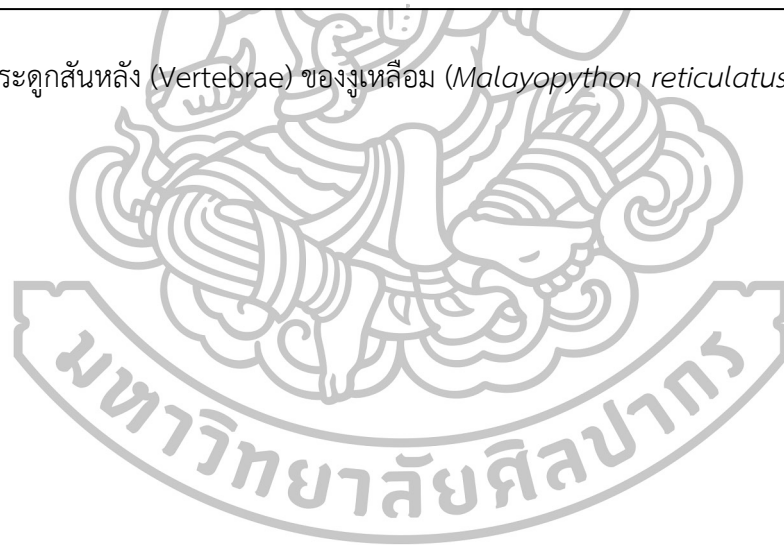 ระดูกสันหลัง (Vertebrae) ของงูเหลือม (Malayopython reticulatus
มหาวิทยาลัยศิลปากร